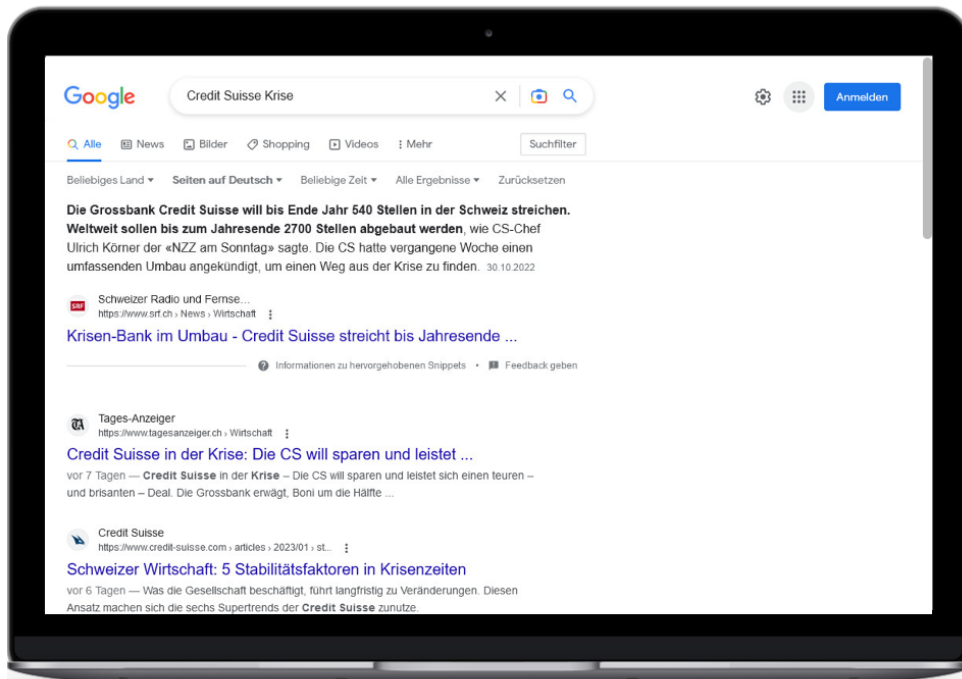 Google
Credit Suisse Krise
Anmelden
Alle News Bilder Shopping Videos Mehr Suchfilter
Beliebiges Land Seiten auf Deutsch Beliebige Zeit Alle Ergebnisse Zurücksetzen
Die Grossbank Credit Suisse will bis Ende Jahr 540 Stellen in der Schweiz streichen.
Weltweit sollen bis zum Jahresende 2700 Stellen abgebaut werden, wie CS-Chef
Ulrich Körner der «NZZ am Sonntag» sagte. Die CS hatte vergangene Woche einen
umfassenden Umbau angekündigt, um einen Weg aus der Krise zu finden. 30.10.2022
SRF
Schweizer Radio und Fernse...
https://www.srf.ch › News › Wirtschaft
Krisen-Bank im Umbau - Credit Suisse streicht bis Jahresende ...
Informationen zu hervorgehobenen Snippets • Feedback geben
TA
Tages-Anzeiger
https://www.tagesanzeiger.ch › Wirtschaft
Credit Suisse in der Krise: Die CS will sparen und leistet ...
vor 7 Tagen — Credit Suisse in der Krise – Die CS will sparen und leistet sich einen teuren –
und brisanten – Deal. Die Grossbank erwägt, Boni um die Hälfte ...
Credit Suisse
https://www.credit-suisse.com › articles › 2023/01 › st...
Schweizer Wirtschaft: 5 Stabilitätsfaktoren in Krisenzeiten
vor 6 Tagen — Was die Gesellschaft beschäftigt, führt langfristig zu Veränderungen. Diesen
Ansatz machen sich die sechs Supertrends der Credit Suisse zunutze.